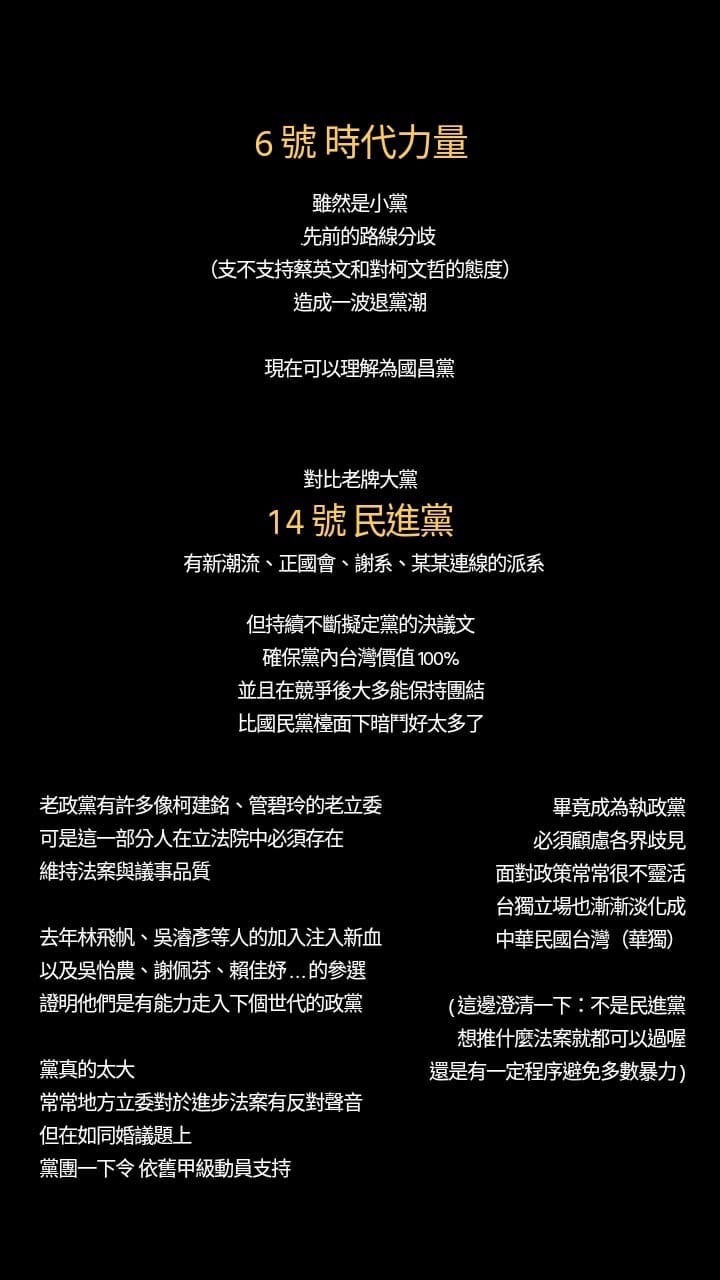 6 號 時代力量
雖然是小黨
先前的路線分歧
（支不支持蔡英文和對柯文哲的態度）
造成一波退黨潮
現在可以理解為國昌黨
對比老牌大黨
14 號 民進黨
有新潮流、正國會、謝系、某某連線的派系
但持續不斷擬定黨的決議文
確保黨內台灣價值 100%
並且在競爭後大多能保持團結
比國民黨檯面下暗鬥好太多了
老政黨有許多像柯建銘、管碧玲的老立委
可是這一部分人在立法院中必須存在
維持法案與議事品質
去年林飛帆、吳濬彥等人的加入注入新血
以及吳怡農、謝佩芬、賴佳妤...的參選
證明他們是有能力走入下個世代的政黨
黨真的太大
常常地方立委對於進步法案有反對聲音
但在如同婚議題上
黨團一下令 依舊甲級動員支持
畢竟成為執政黨
必須顧慮各界歧見
面對政策常常很不靈活
台獨立場也漸漸淡化成
中華民國台灣（華獨）
( 這邊澄清一下：不是民進黨
想推什麼法案就都可以過喔
還是有一定程序避免多數暴力 )